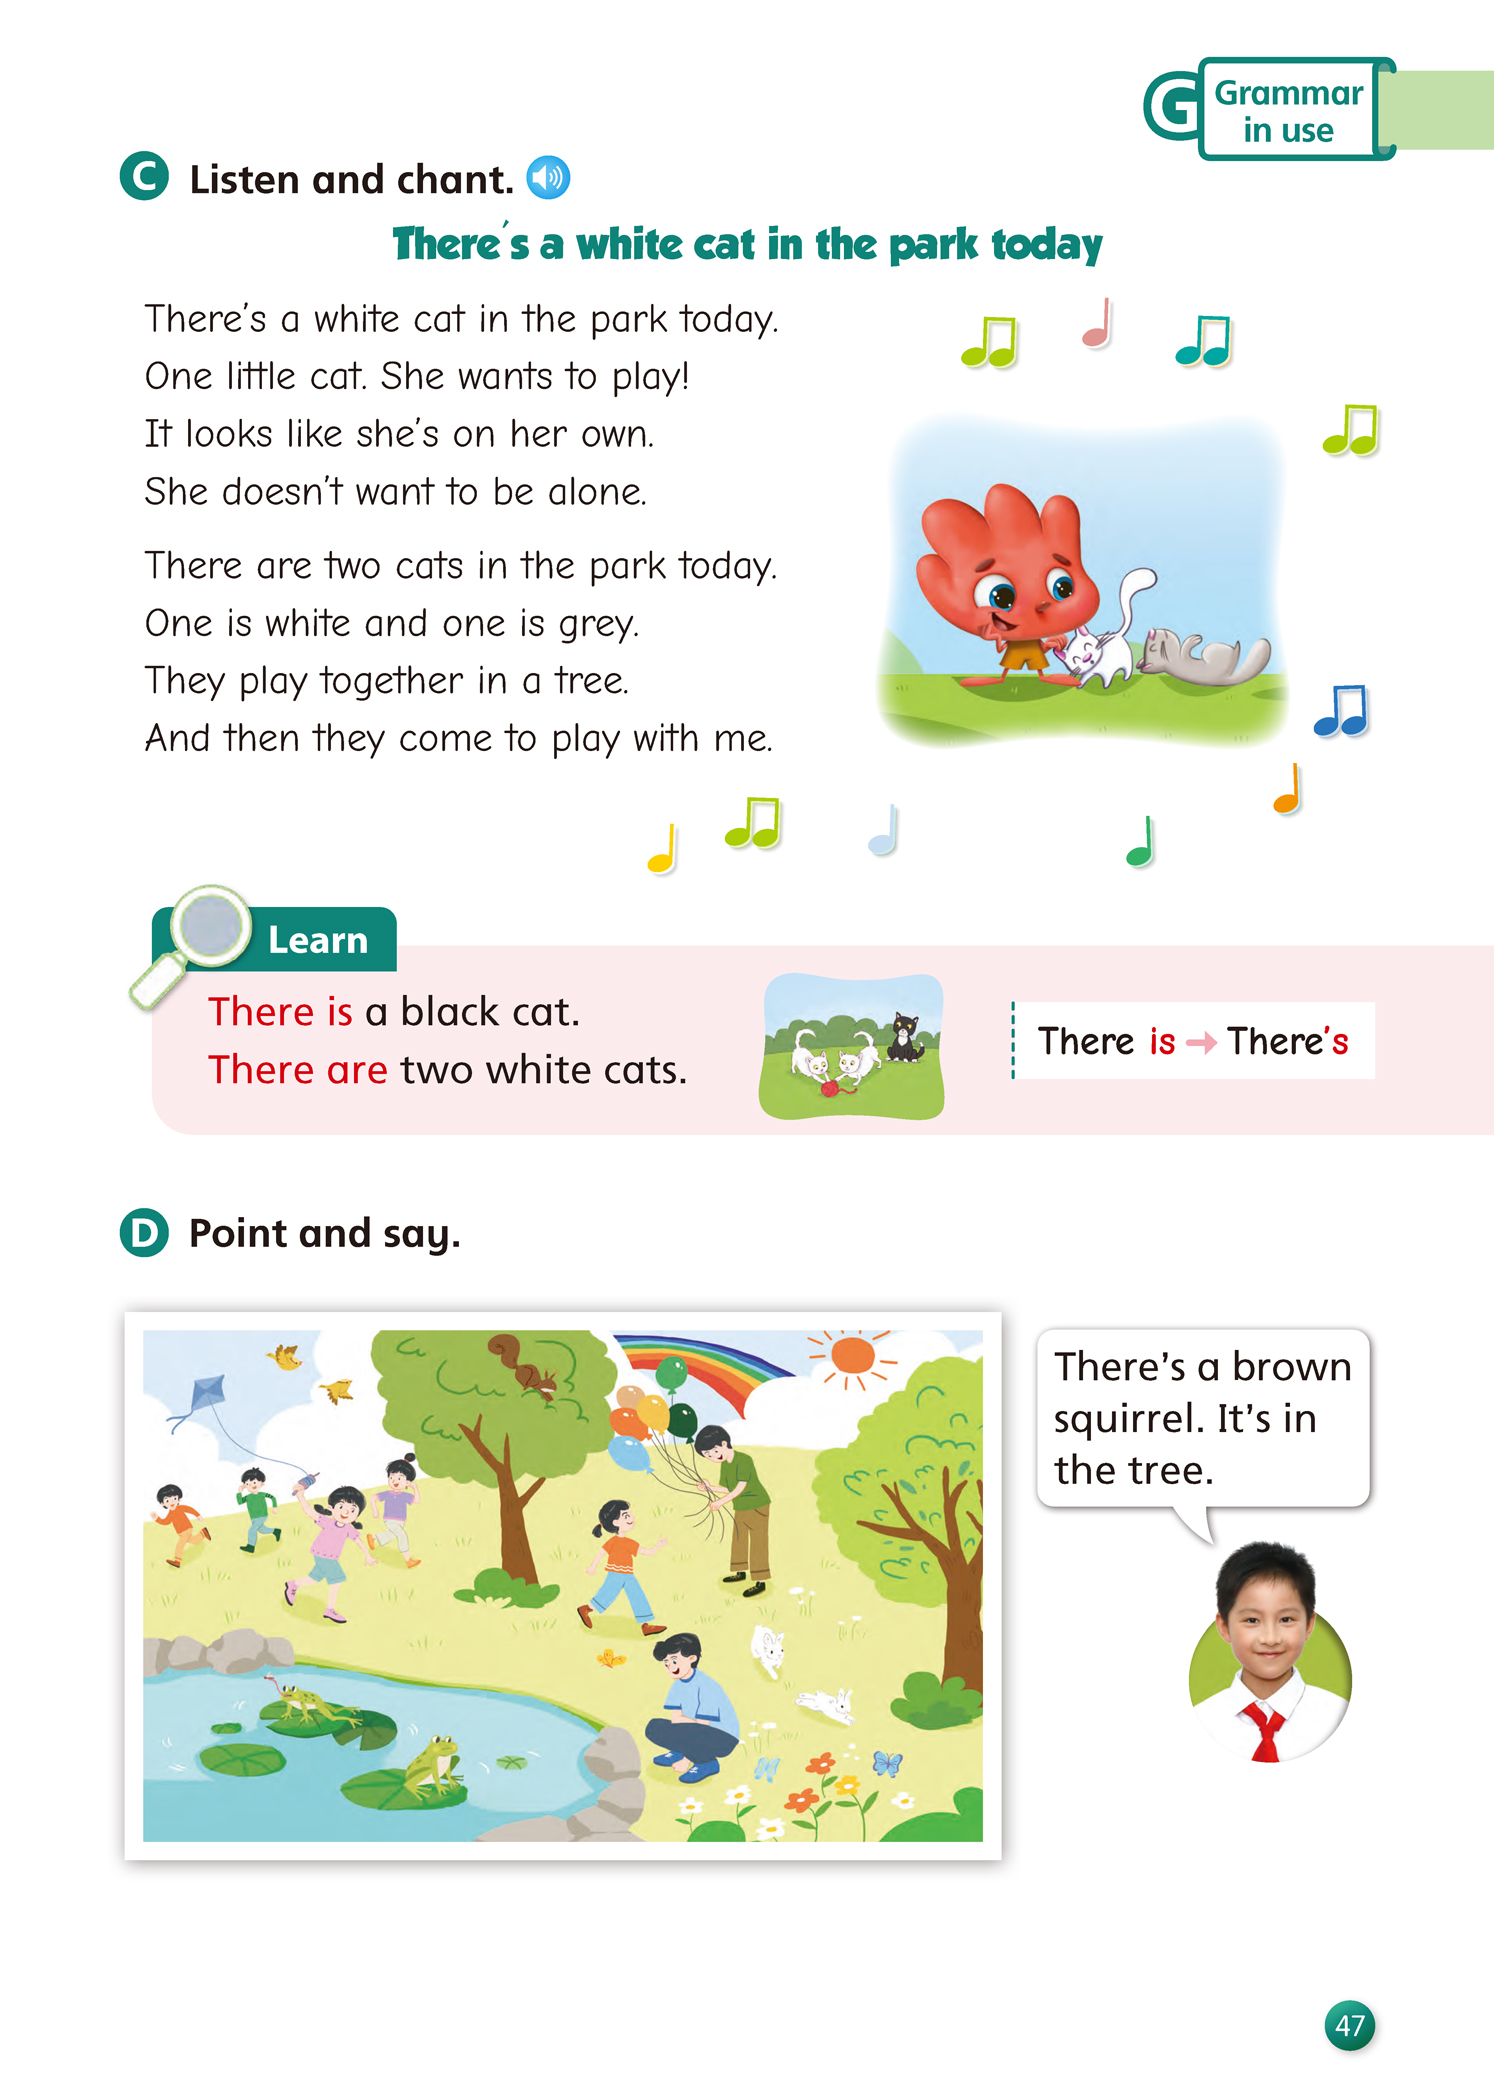 G Grammar
in use
C Listen and chant.
There's a white cat in the park today
There's a white cat in the park today.
One little cat. She wants to play!
It looks like she's on her own.
She doesn't want to be alone.
There are two cats in the park today.
One is white and one is grey.
They play together in a tree.
And then they come to play with me.
Learn
There is a black cat.
There are two white cats.
There is → There's
D Point and say.
There's a brown
squirrel. It's in
the tree.
47